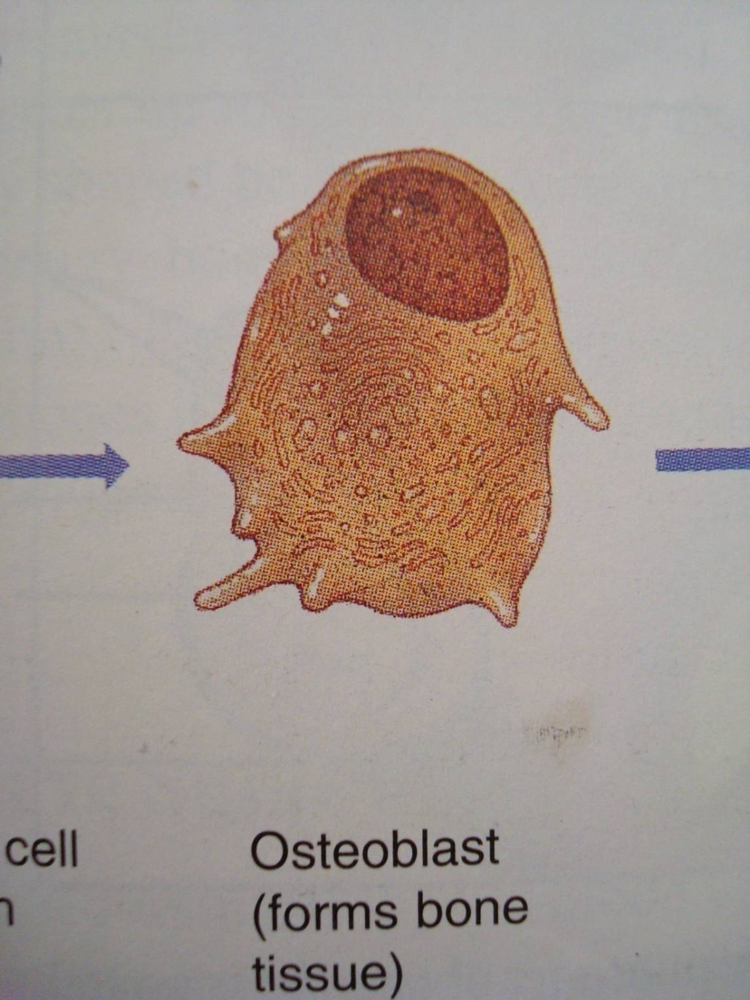 cell
n
Osteoblast
(forms bone
tissue)